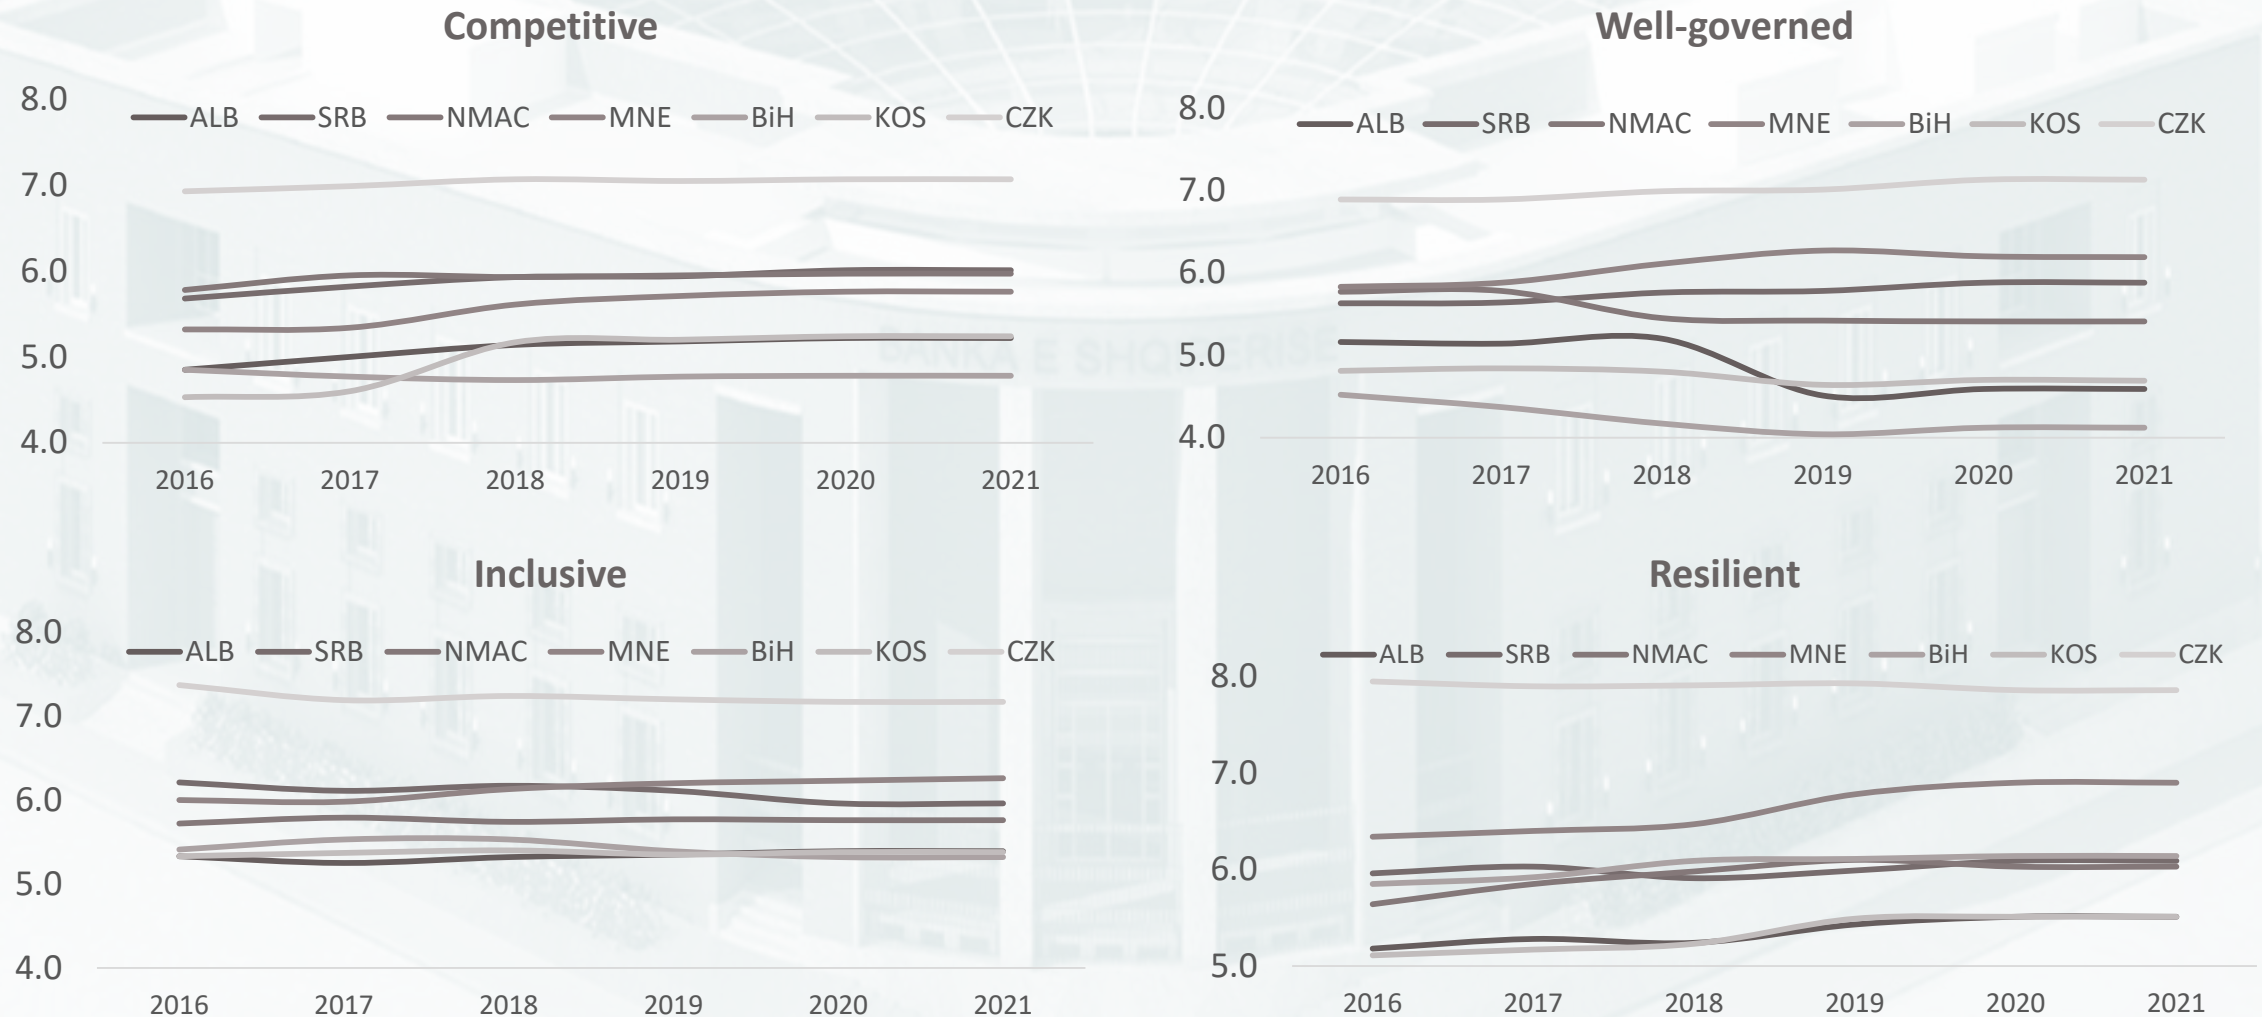 Competitive
8.0
ALB SRB NMAC MNE BiH KOS CZK
7.0
6.0
5.0
4.0
2016 2017 2018 2019 2020 2021
Well-governed
8.0
ALB SRB NMAC MNE BiH KOS CZK
7.0
6.0
5.0
4.0
2016 2017 2018 2019 2020 2021
BANKA E SHQIPERISE
Inclusive
8.0
ALB SRB NMAC MNE BiH KOS CZK
7.0
6.0
5.0
4.0
2016 2017 2018 2019 2020 2021
Resilient
ALB SRB NMAC MNE BiH KOS CZK
8.0
7.0
6.0
5.0
2016 2017 2018 2019 2020 2021